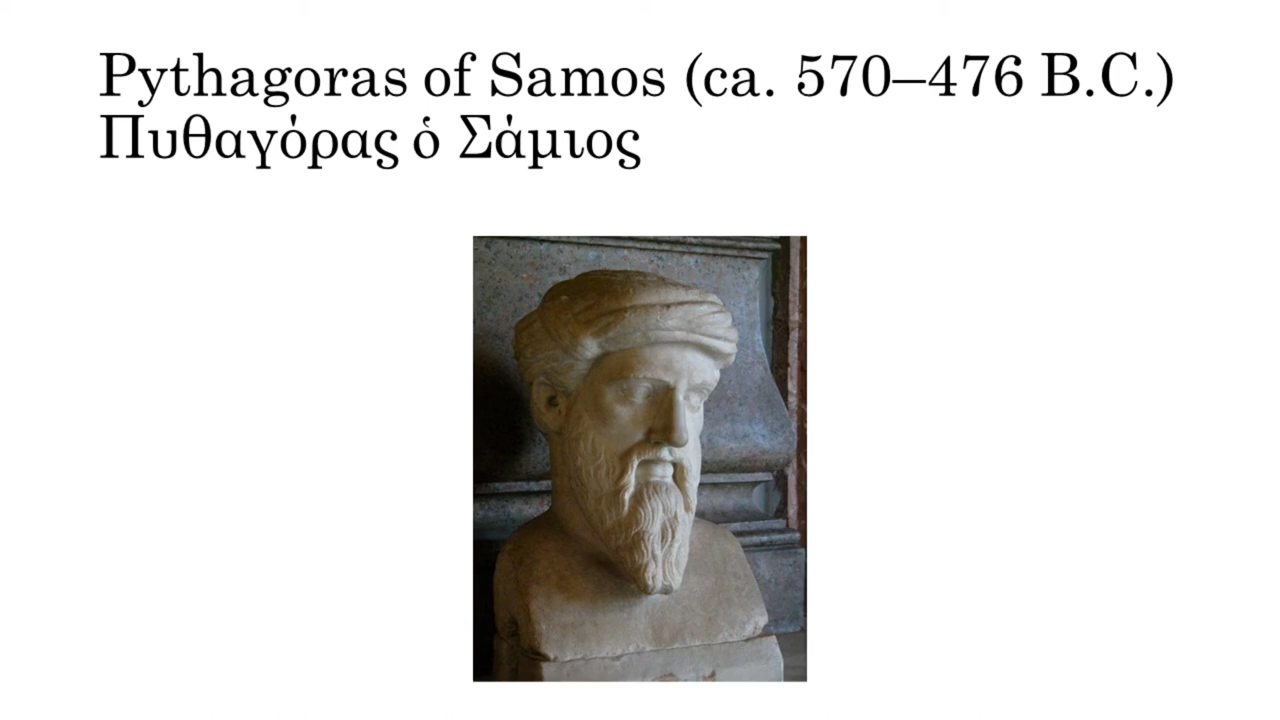 Pythagoras of Samos (ca. 570–476 B.C.)
Πυθαγόρας ὁ Σάμιος